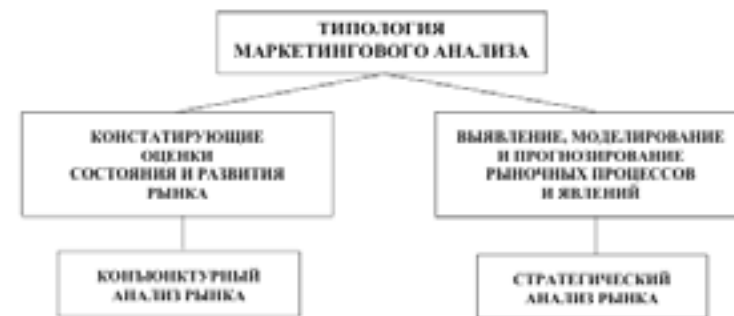 ТИПОЛОГИЯ
МАРКЕТИНГОВОГО АНАЛИЗА
КОНСТАТИРУЮЩИЕ
ОЦЕНКИ
СОСТОЯНИЯ И РАЗВИТИЯ
РЫНКА
ВЫЯВЛЕНИЕ, МОДЕЛИРОВАНИЕ
И ПРОГНОЗИРОВАНИЕ
РЫНОЧНЫХ ПРОЦЕССОВ
И ЯВЛЕНИЙ
КОНЪЮНКТУРНЫЙ
АНАЛИЗ РЫНКА
СТРАТЕГИЧЕСКИЙ
АНАЛИЗ РЫНКА